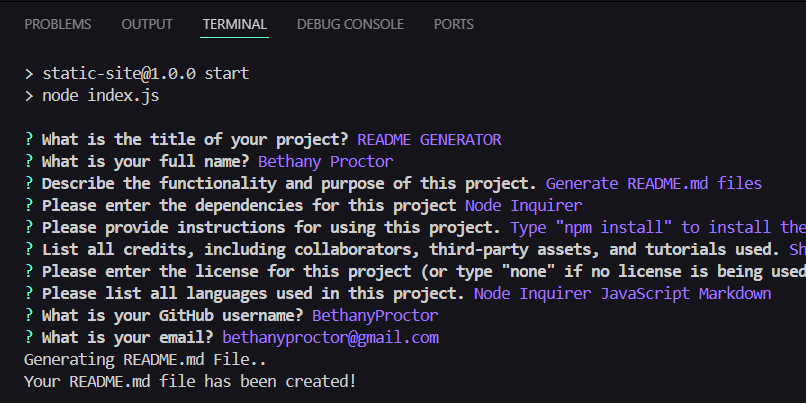 PROBLEMS OUTPUT TERMINAL DEBUG CONSOLE PORTS
> static-site@1.0.0 start
> node index.js
? What is the title of your project? README GENERATOR
? What is your full name? Bethany Proctor
? Describe the functionality and purpose of this project. Generate README.md files
? Please enter the dependencies for this project Node Inquirer
? Please provide instructions for using this project. Type "npm install" to install the
? List all credits, including collaborators, third-party assets, and tutorials used. Sh
? Please enter the license for this project (or type "none" if no license is being used
? Please list all languages used in this project. Node Inquirer JavaScript Markdown
? What is your GitHub username? BethanyProctor
? What is your email? bethanyproctor@gmail.com
Generating README.md File..
Your README.md file has been created!